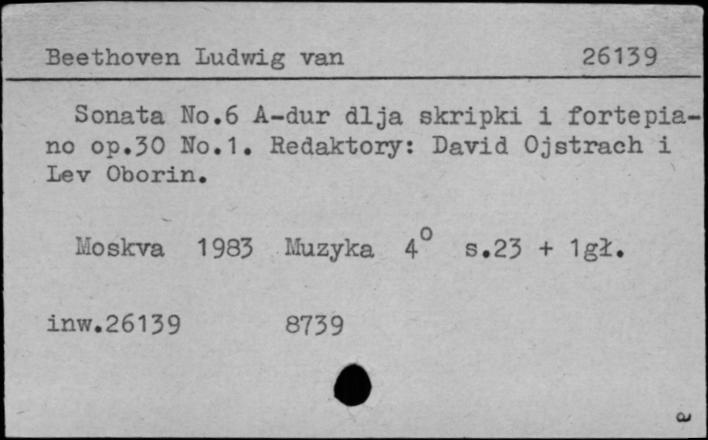 Beethoven Ludwig van 26139
Sonata No.6 A-dur dlja skripki i fortepia-
no op.30 No.1. Redaktory: David Ojstrach i
Lev Oborin.
Moskva 1983 Muzyka 4° s.23 + 1gł.
inw.26139 8739